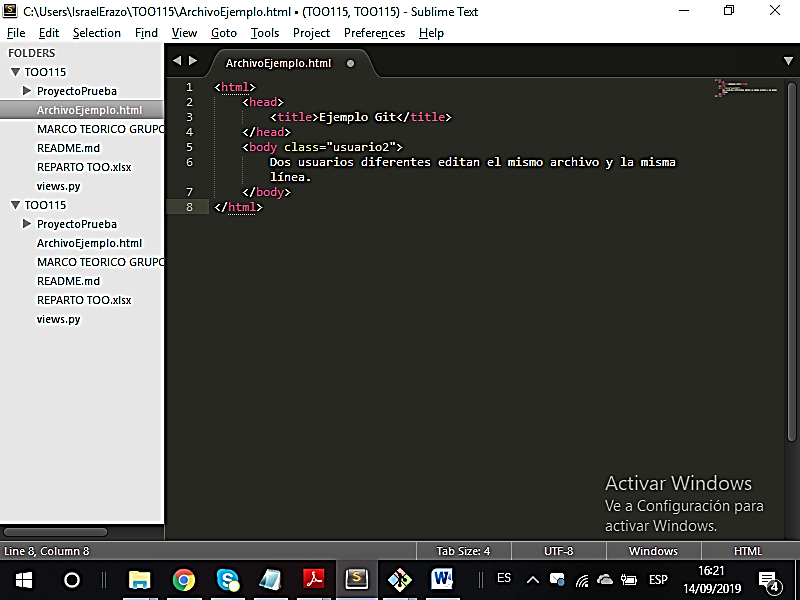 C:\Users\IsraelErazo\TOO115\ArchivoEjemplo.html • (TOO115, TOO115) - Sublime Text
File Edit Selection Find View Goto Tools Project Preferences Help
FOLDERS
TOO115
ProyectoPrueba
ArchivoEjemplo.html
MARCO TEORICO GRUPO
README.md
REPARTO TOO.xlsx
views.py
TOO115
ProyectoPrueba
ArchivoEjemplo.html
MARCO TEORICO GRUPO
README.md
REPARTO TOO.xlsx
views.py
ArchivoEjemplo.html
1 <html>
2 <head>
3 <title>Ejemplo Git</title>
4 </head>
5 <body class="usuario2">
6 Dos usuarios diferentes editan el mismo archivo y la misma
línea.
7 </body>
8 </html>
Activar Windows
Ve a Configuración para
activar Windows.
Line 8, Column 8 Tab Size: 4 UTF-8 Windows HTML
ES ESP 16:21
14/09/2019 4